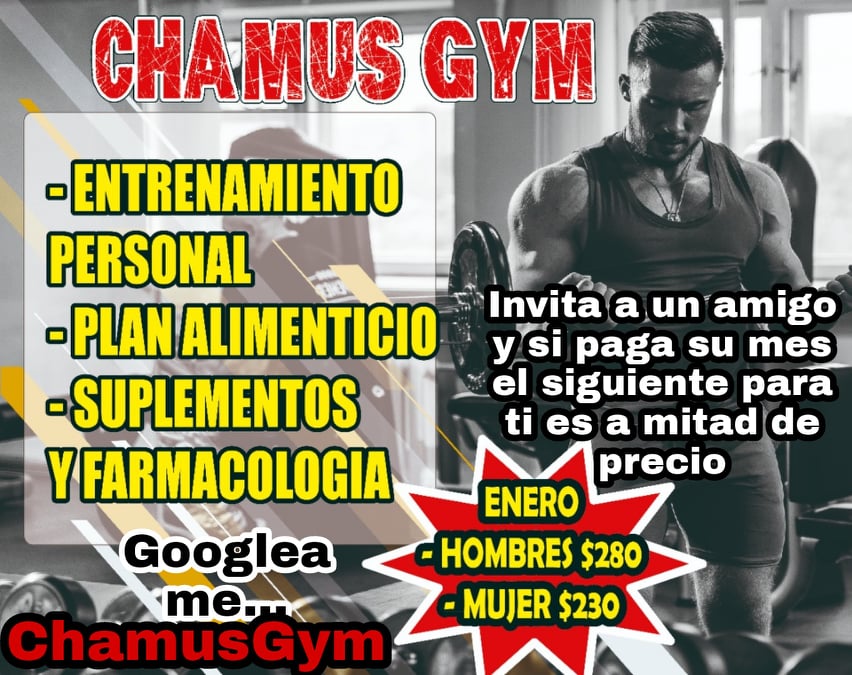 CHAMUS GYM
- ENTRENAMIENTO
PERSONAL
- PLAN ALIMENTICIO
- SUPLEMENTOS
Y FARMACOLOGIA
Invita a un amigo
y si paga su mes
el siguiente para
ti es a mitad de
precio
ENERO
- HOMBRES $280
- MUJER $230
Googlea
me...
ChamusGym